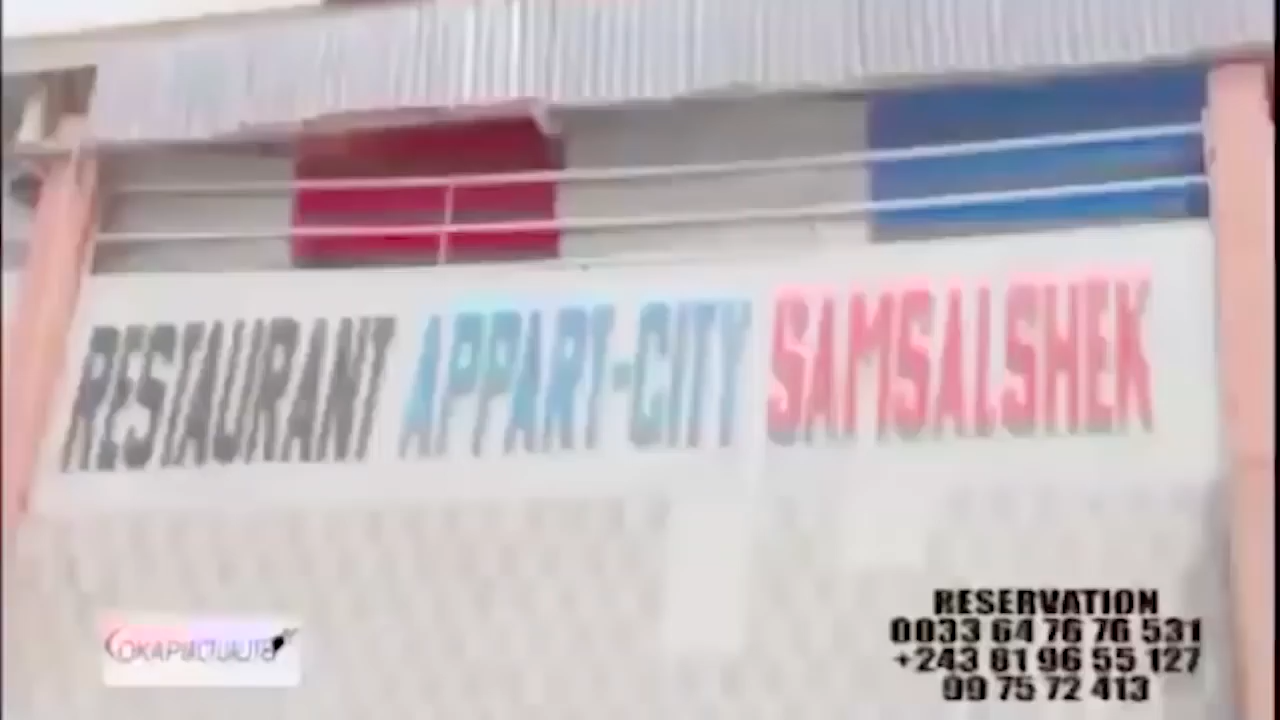 RESTAURANT APPART-CITY SAMSALSHEK
RESERVATION
0033 64 76 76 531
+243 81 96 55 127
09 75 72 413